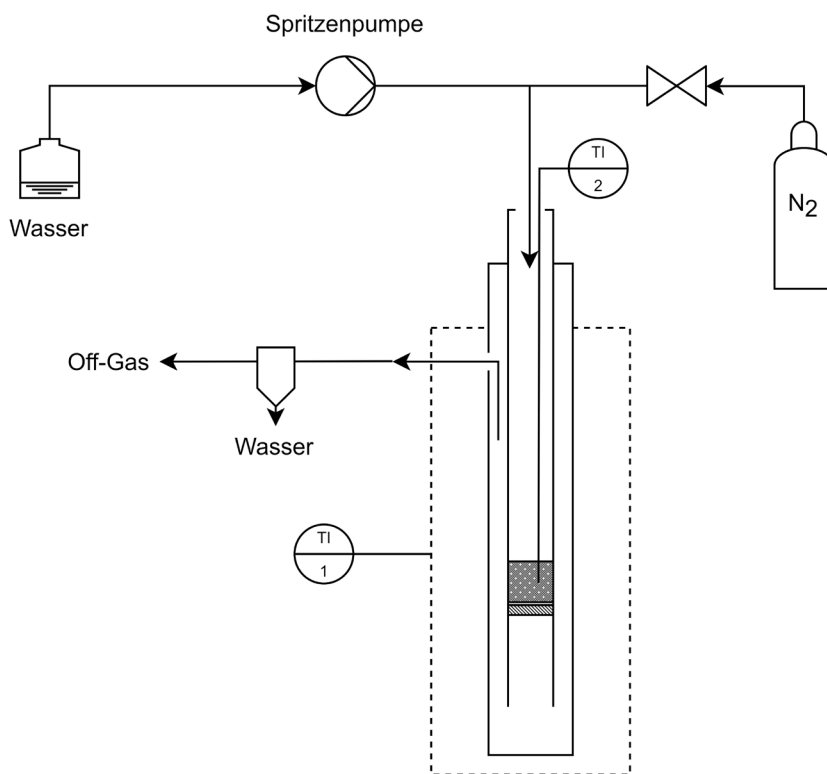 Spritzenpumpe
TI
2
N2
Wasser
Off-Gas
Wasser
TI
1